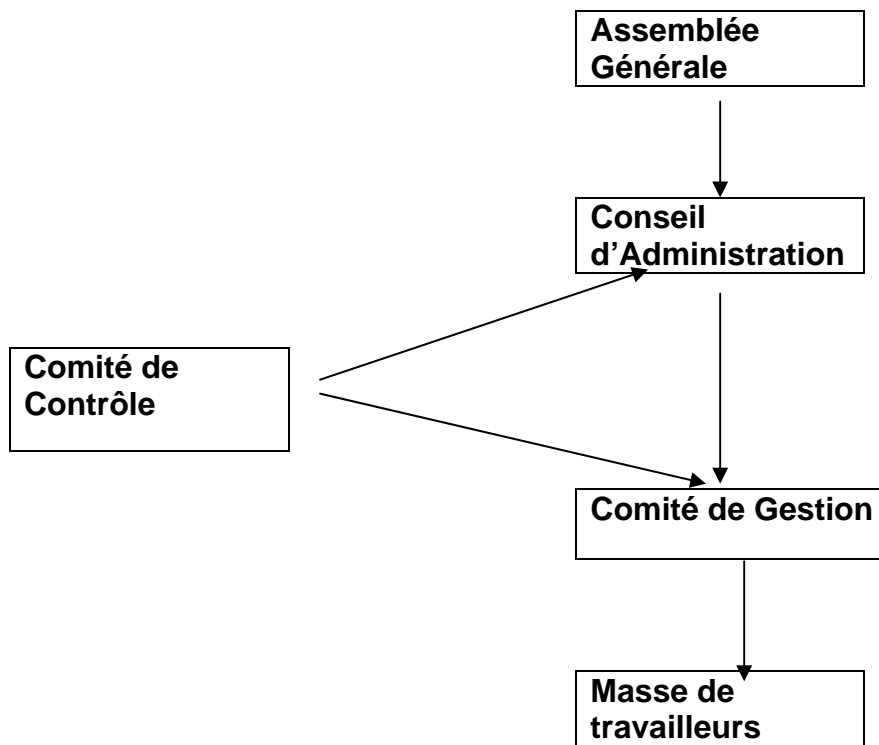 Assemblée
Générale
Conseil
d’Administration
Comité de
Contrôle
Comité de Gestion
Masse de
travailleurs